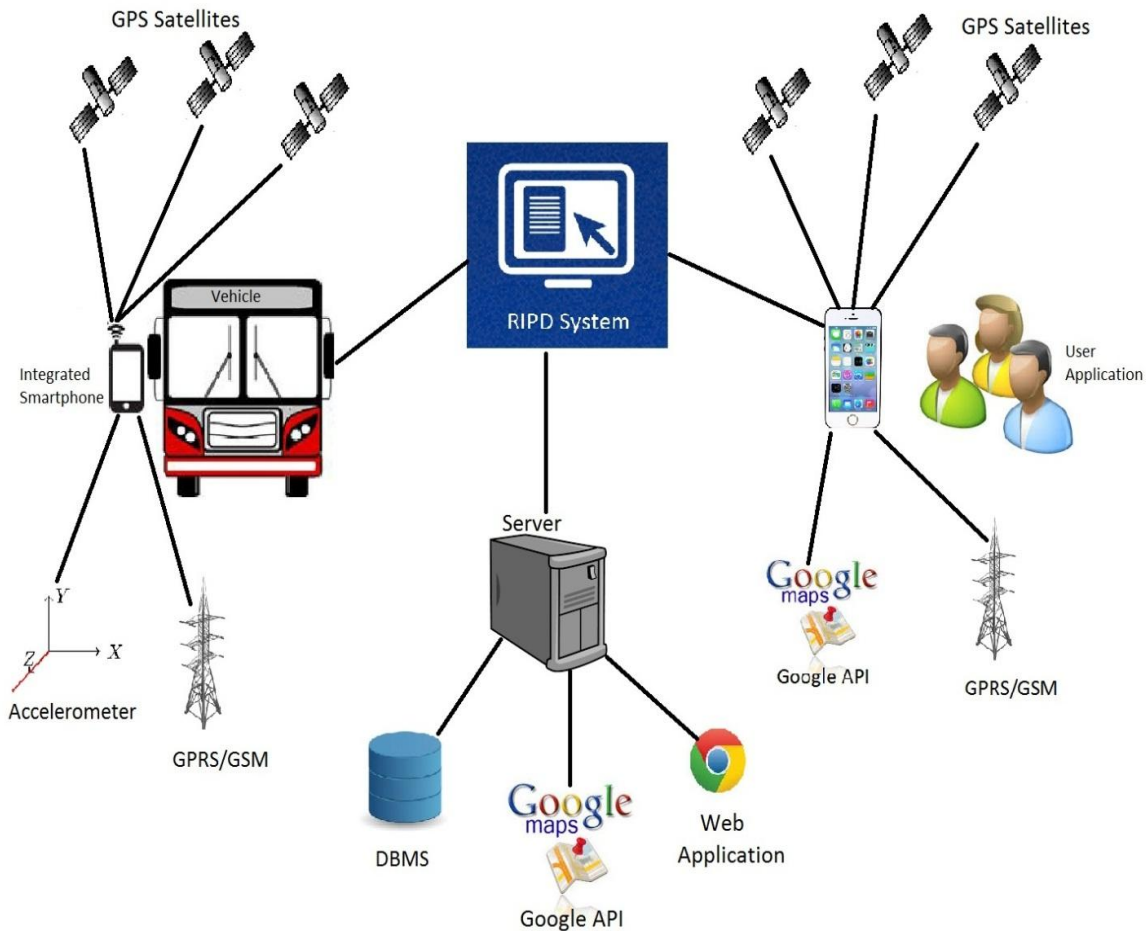 GPS Satellites
GPS Satellites
Vehicle
RIPD System
Integrated
Smartphone
User
Application
Server
Y
Z
X
Accelerometer
GPRS/GSM
Google
maps
Google API
GPRS/GSM
DBMS
Google
maps
Google API
Web
Application